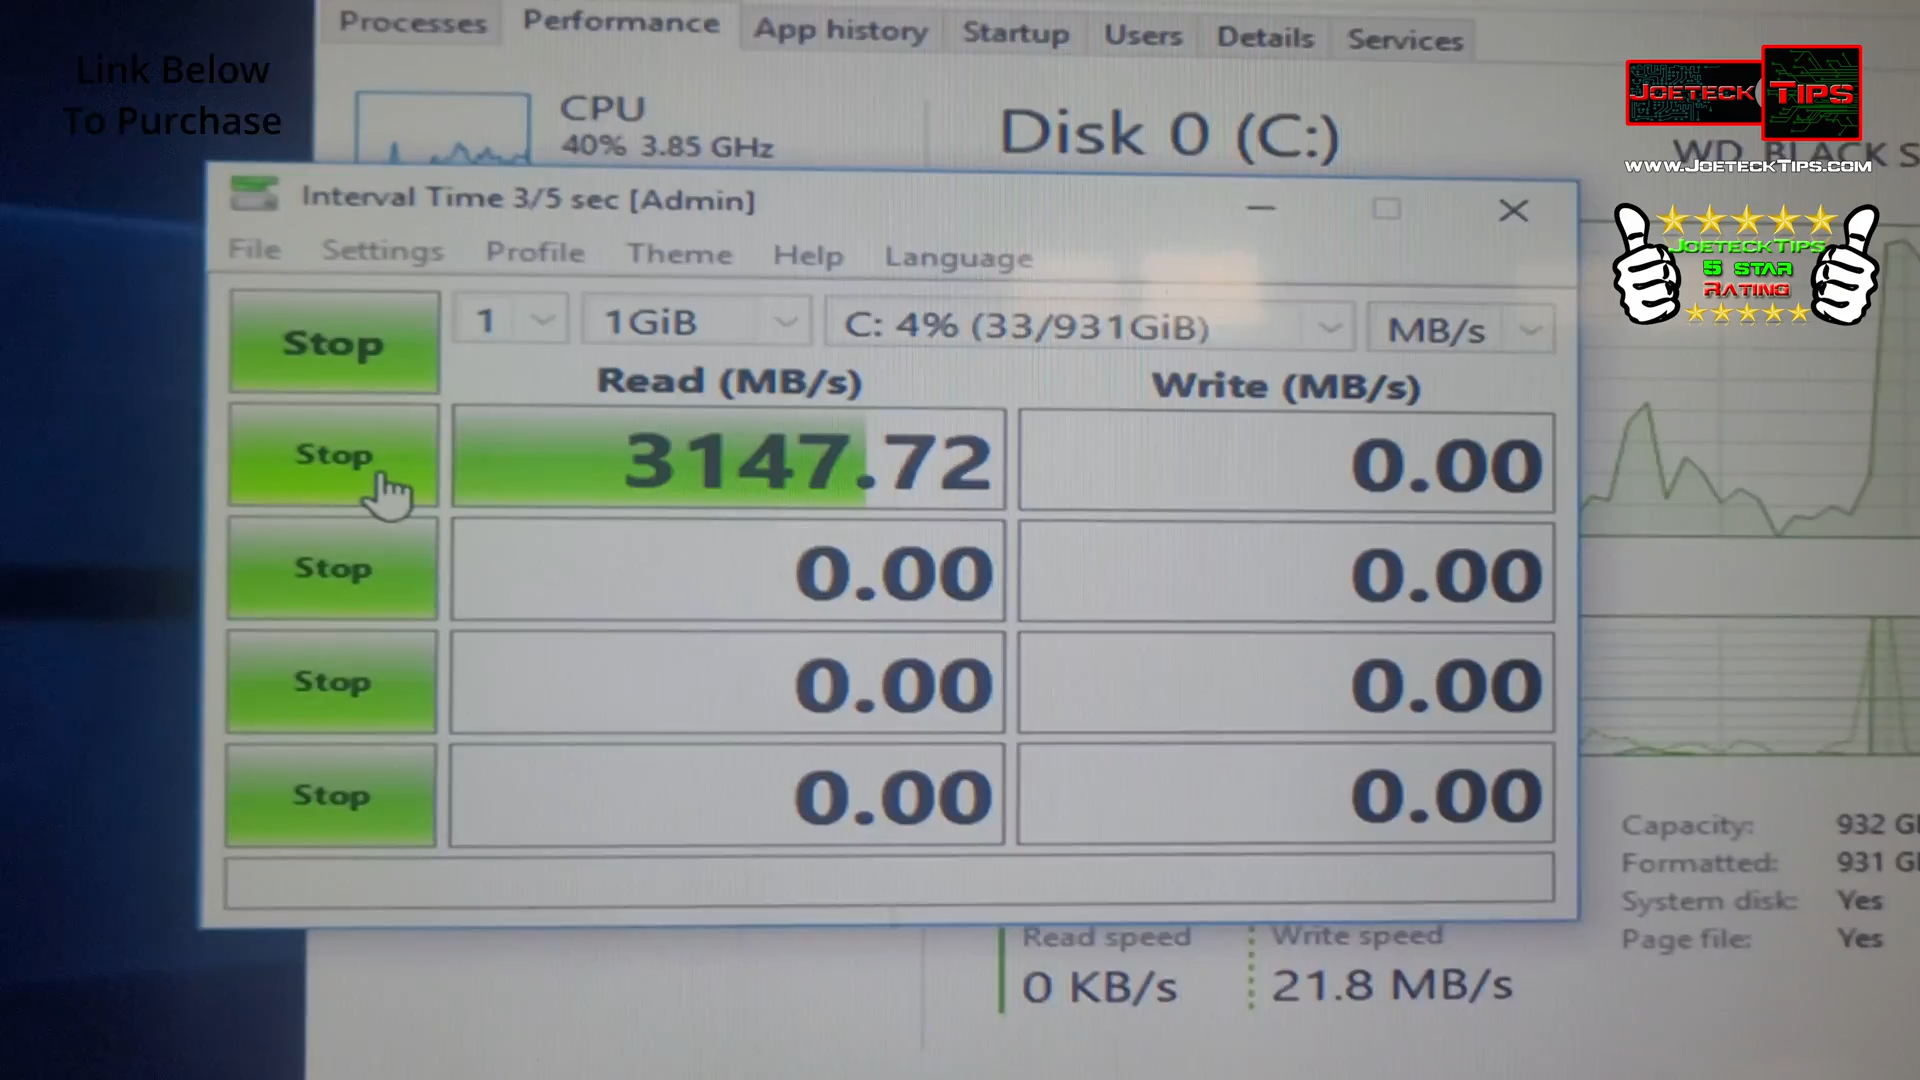 Processes Performance App history Startup Users Details Services
Link Below
To Purchase
CPU
40% 3.85 GHz
Disk 0 (C:)
WD_BLACK S
JOETECK TIPS
WWW.JOETECKTIPS.COM
JOETECKTIPS
5 STAR
RATING
Interval Time 3/5 sec [Admin]
File Settings Profile Theme Help Language
Stop 1 1GiB C: 4% (33/931GiB) MB/s
Read (MB/s) Write (MB/s)
Stop 3147.72 0.00
Stop 0.00 0.00
Stop 0.00 0.00
Stop 0.00 0.00
Capacity: 932 G
Formatted: 931 G
System disk: Yes
Page file: Yes
Read speed Write speed
0 KB/s 21.8 MB/s